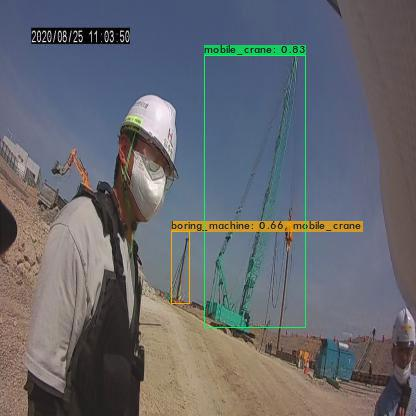 2020/08/25 11:03:50
mobile_crane: 0.83
boring_machine: 0.66, mobile_crane